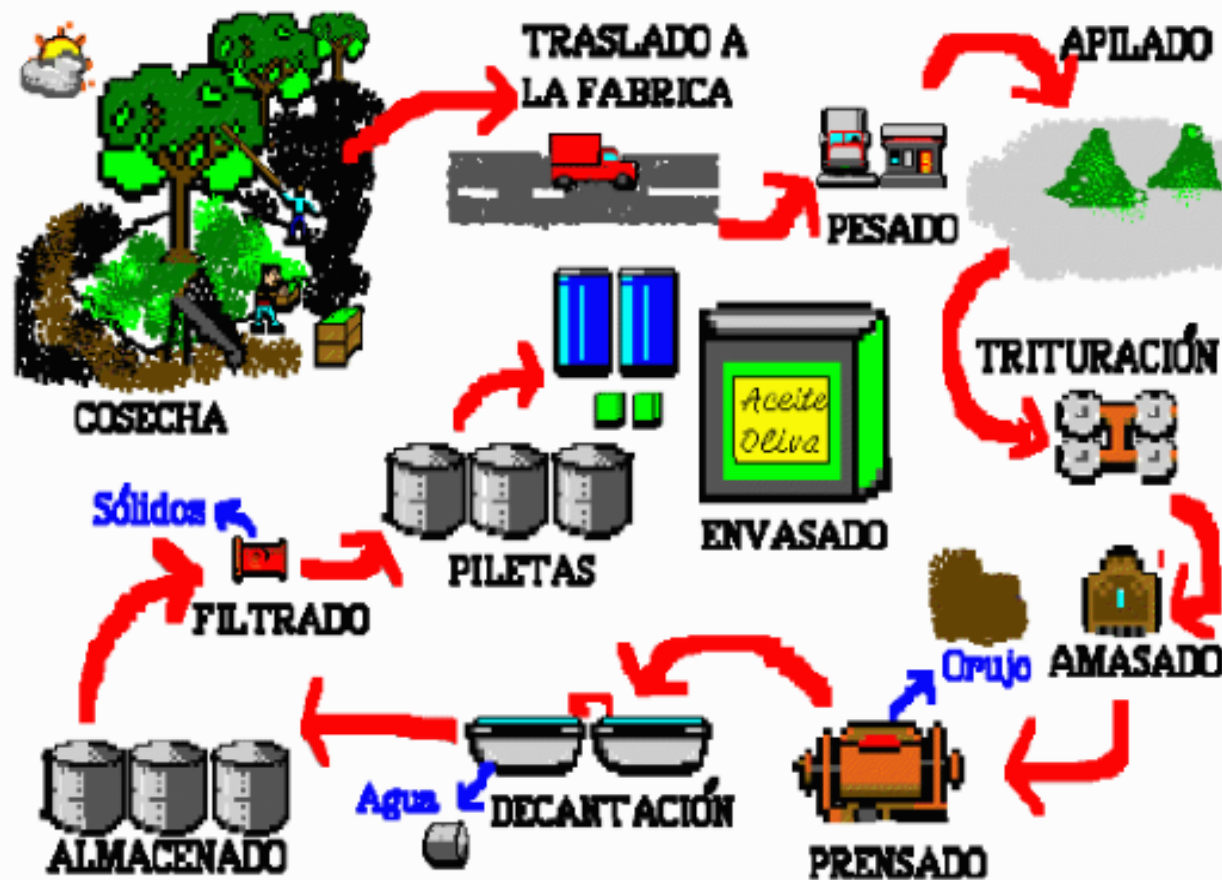 TRASLADO A
LA FABRICA
APILADO
PESADO
COSECHA
TRITURACIÓN
Aceite
Oliva
ENVASADO
Sólidos
PILETAS
FILTRADO
Orujo
AMASADO
Agua
DECANTACIÓN
ALMACENADO
PRENSADO